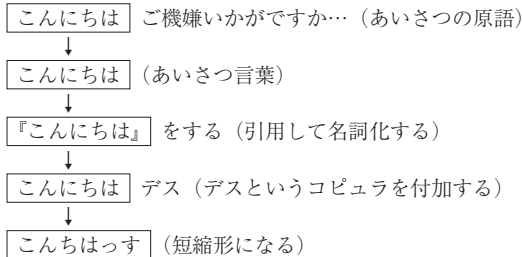 こんにちは ご機嫌いかがですか…（あいさつの原語）
↓
こんにちは （あいさつ言葉）
↓
『こんにちは』 をする（引用して名詞化する）
↓
こんにちは デス（デスというコピュラを付加する）
↓
こんちはっす （短縮形になる）